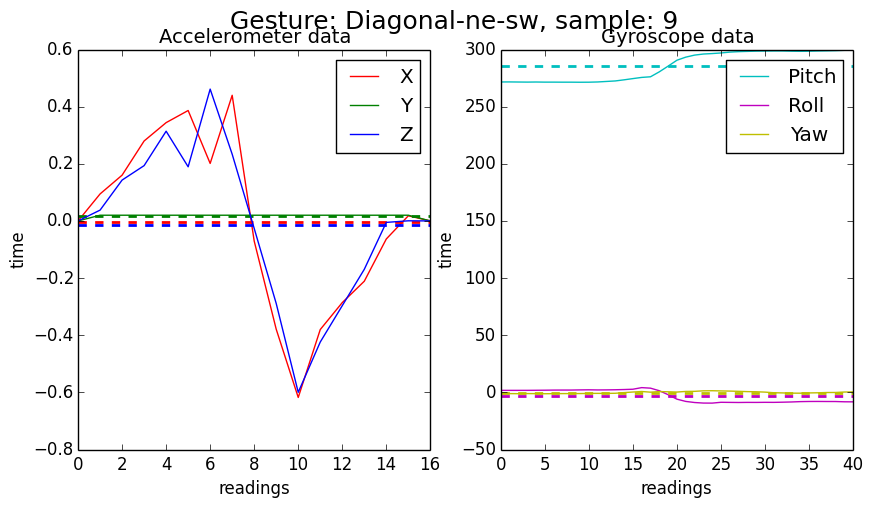 Gesture: Diagonal-ne-sw, sample: 9
Accelerometer data
0.6
0.4
0.2
0.0
−0.2
−0.4
−0.6
−0.8
time
0 2 4 6 8 10 12 14 16
readings
X
Y
Z
Gyroscope data
300
250
200
150
100
50
0
−50
time
0 5 10 15 20 25 30 35 40
readings
Pitch
Roll
Yaw